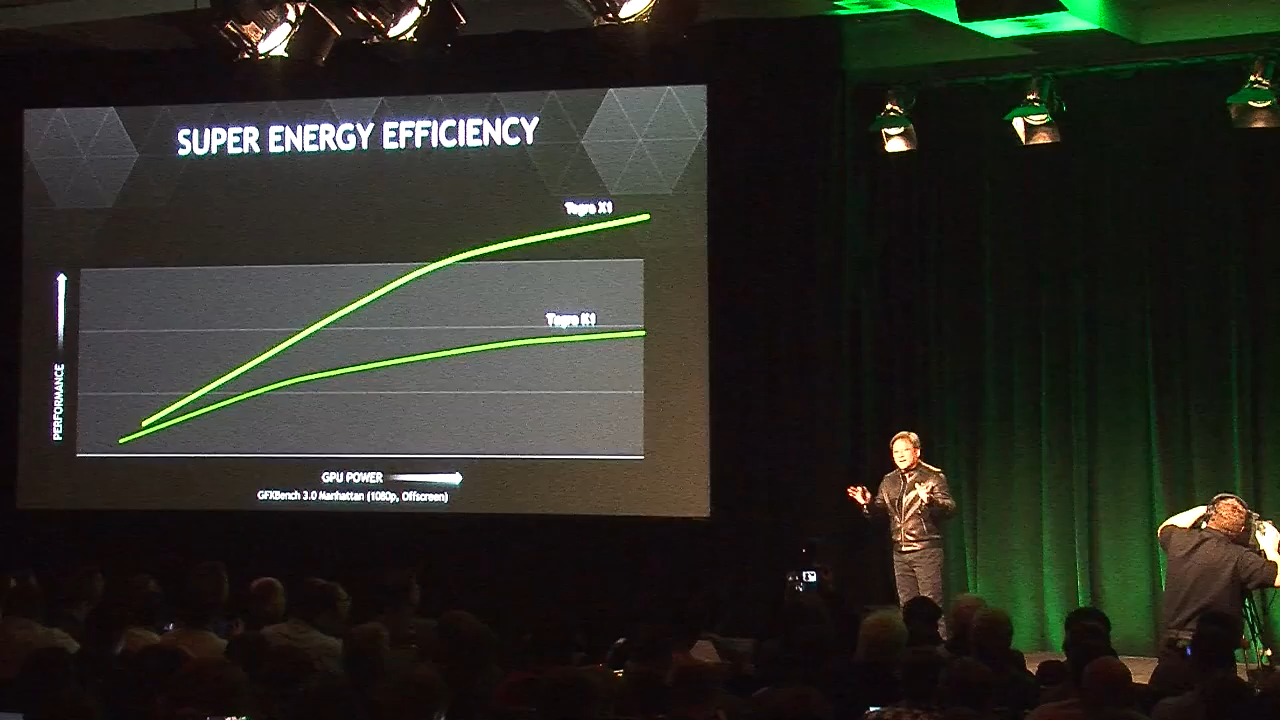 SUPER ENERGY EFFICIENCY
Tegra X1
Tegra K1
PERFORMANCE
GPU POWER
GFXBench 3.0 Manhattan (1080p, Offscreen)